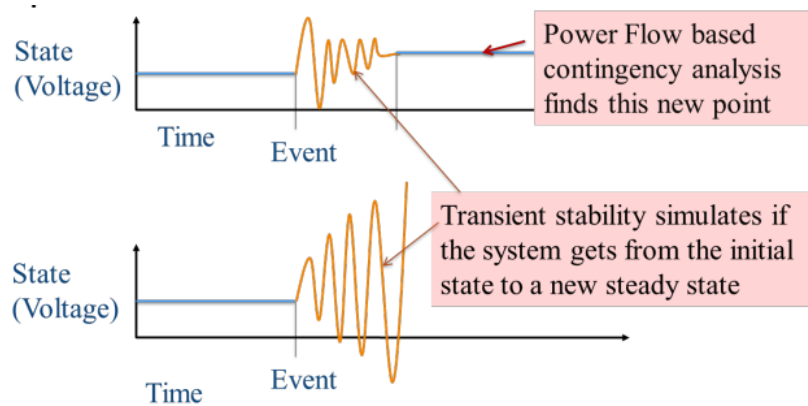 State
(Voltage)
Time
Event
Power Flow based
contingency analysis
finds this new point
Transient stability simulates if
the system gets from the initial
state to a new steady state
State
(Voltage)
Time
Event